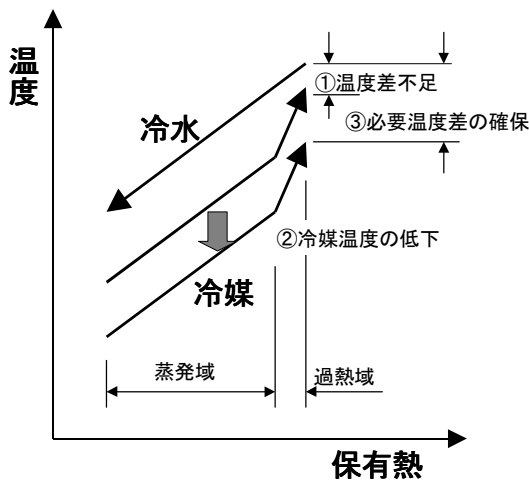 温度
①温度差不足
③必要温度差の確保
冷水
②冷媒温度の低下
冷媒
蒸発域
過熱域
保有熱